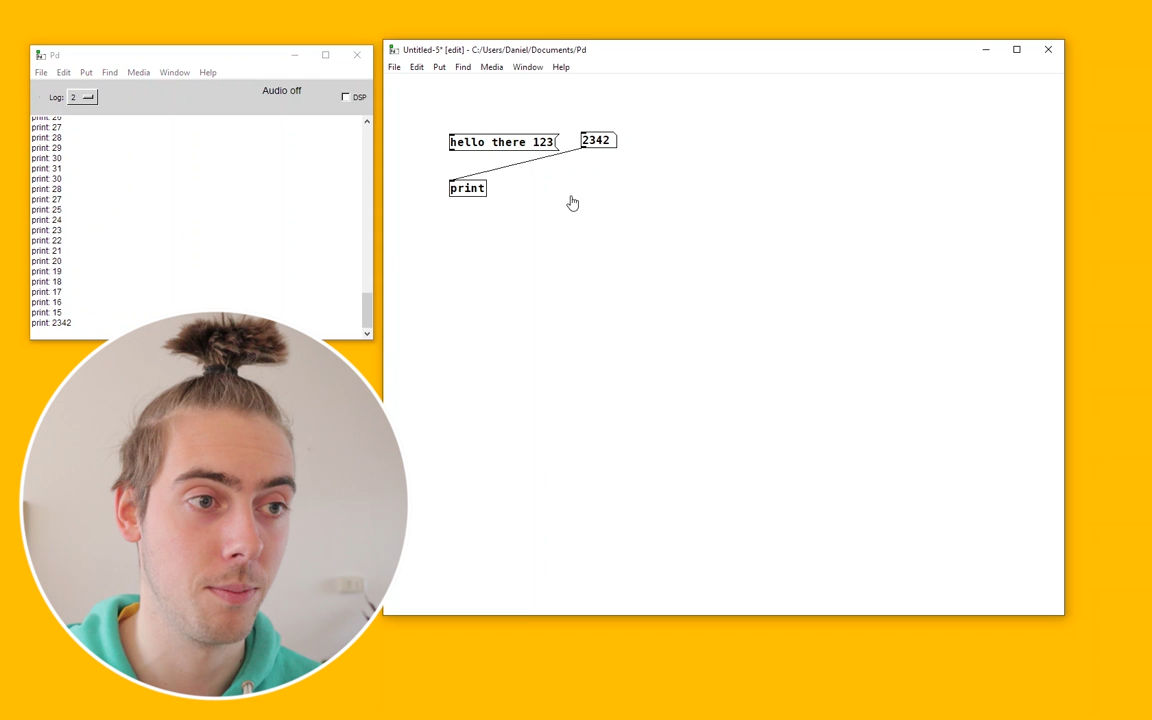 Pd
File Edit Put Find Media Window Help
Log: 2
Audio off
DSP
print: 26
print: 27
print: 28
print: 29
print: 30
print: 31
print: 30
print: 28
print: 27
print: 25
print: 24
print: 23
print: 22
print: 21
print: 20
print: 19
print: 18
print: 17
print: 16
print: 15
print: 2342
Untitled-5* [edit] - C:/Users/Daniel/Documents/Pd
File Edit Put Find Media Window Help
hello there 123
2342
print